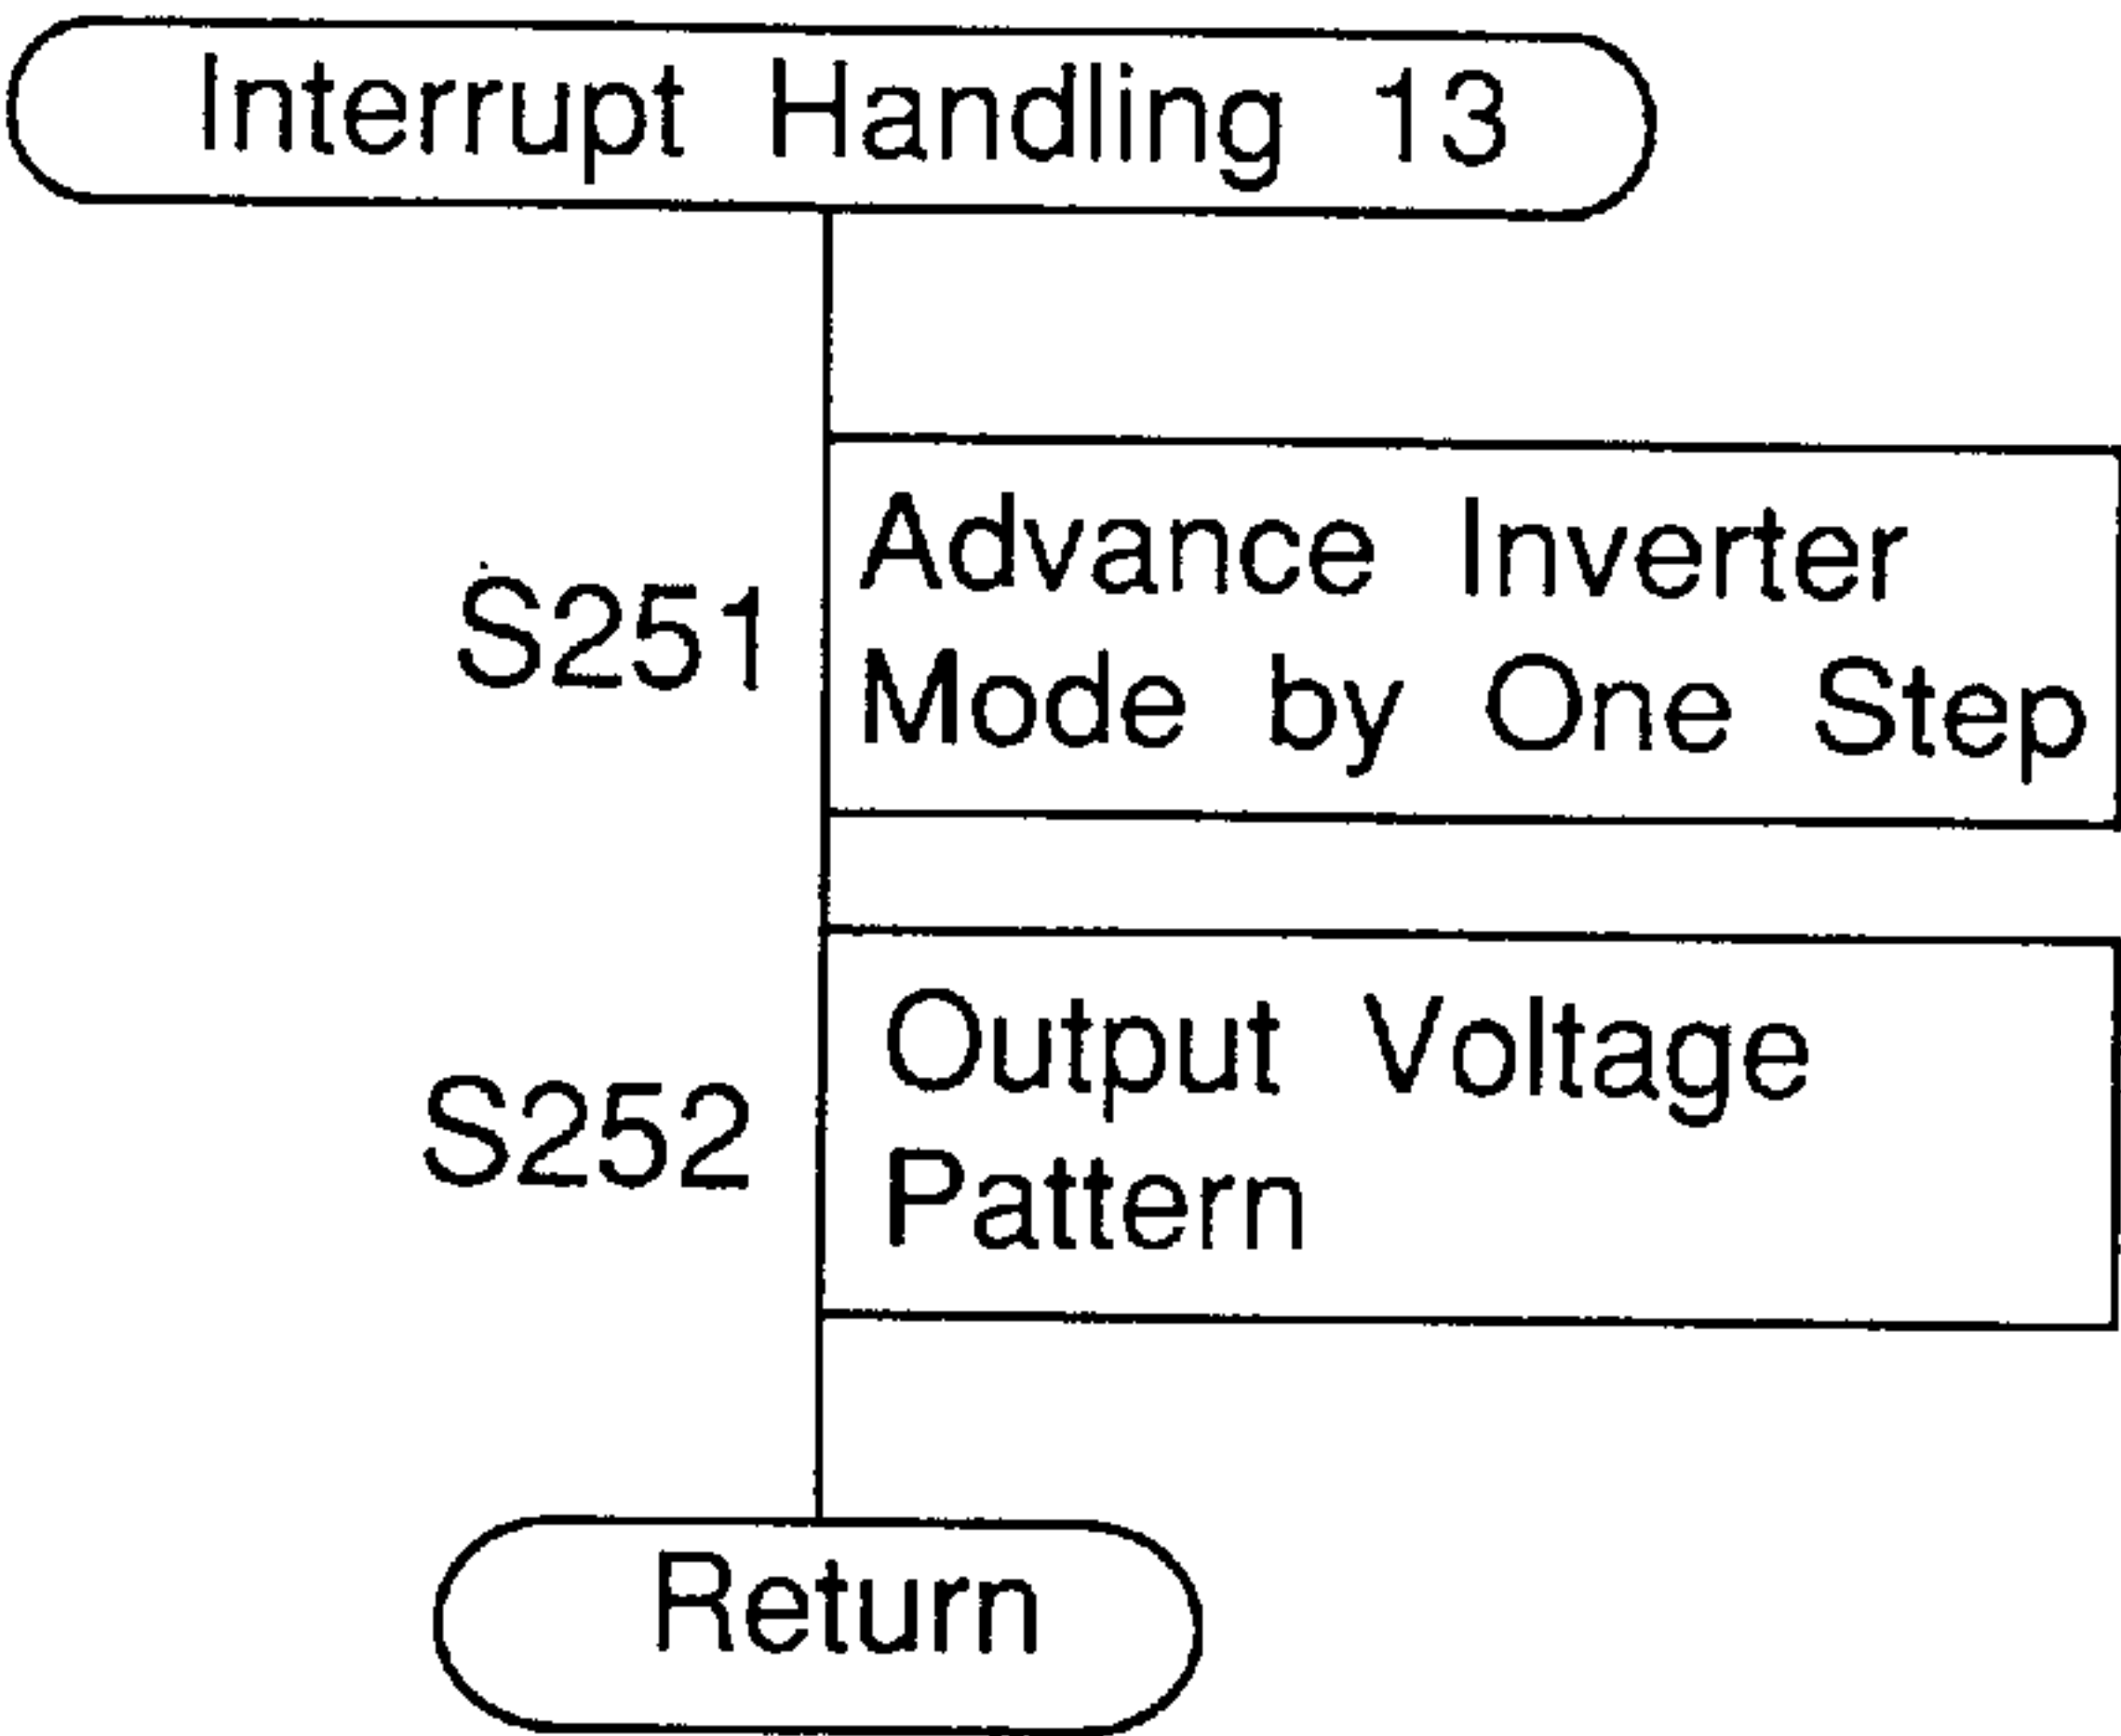 Interrupt Handling 13
S251
Advance Inverter
Mode by One Step
S252
Output Voltage
Pattern
Return